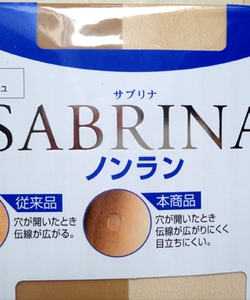 サブリナ
SABRINA
ノンラン
従来品
穴が開いたとき
伝線が広がる。
本商品
穴が開いたとき
伝線が広がりにくく
目立ちにくい。